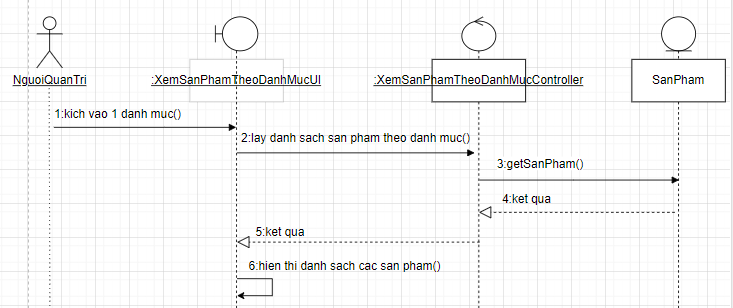 NguoiQuanTri
:XemSanPhamTheoDanhMucUI
:XemSanPhamTheoDanhMucController
SanPham
1:kich vao 1 danh muc()
2:lay danh sach san pham theo danh muc()
3:getSanPham()
4:ket qua
5:ket qua
6:hien thi danh sach cac san pham()